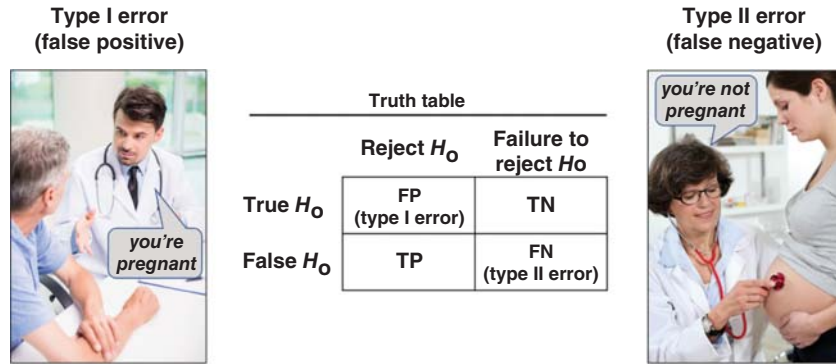 Type I error
(false positive)
you're
pregnant
Truth table
Reject Ho
Failure to
reject Ho
True Ho
FP
(type I error)
TN
False Ho
TP
FN
(type II error)
Type II error
(false negative)
you're not
pregnant